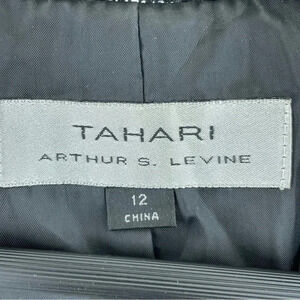 TAHARI
ARTHUR S. LEVINE
12
CHINA